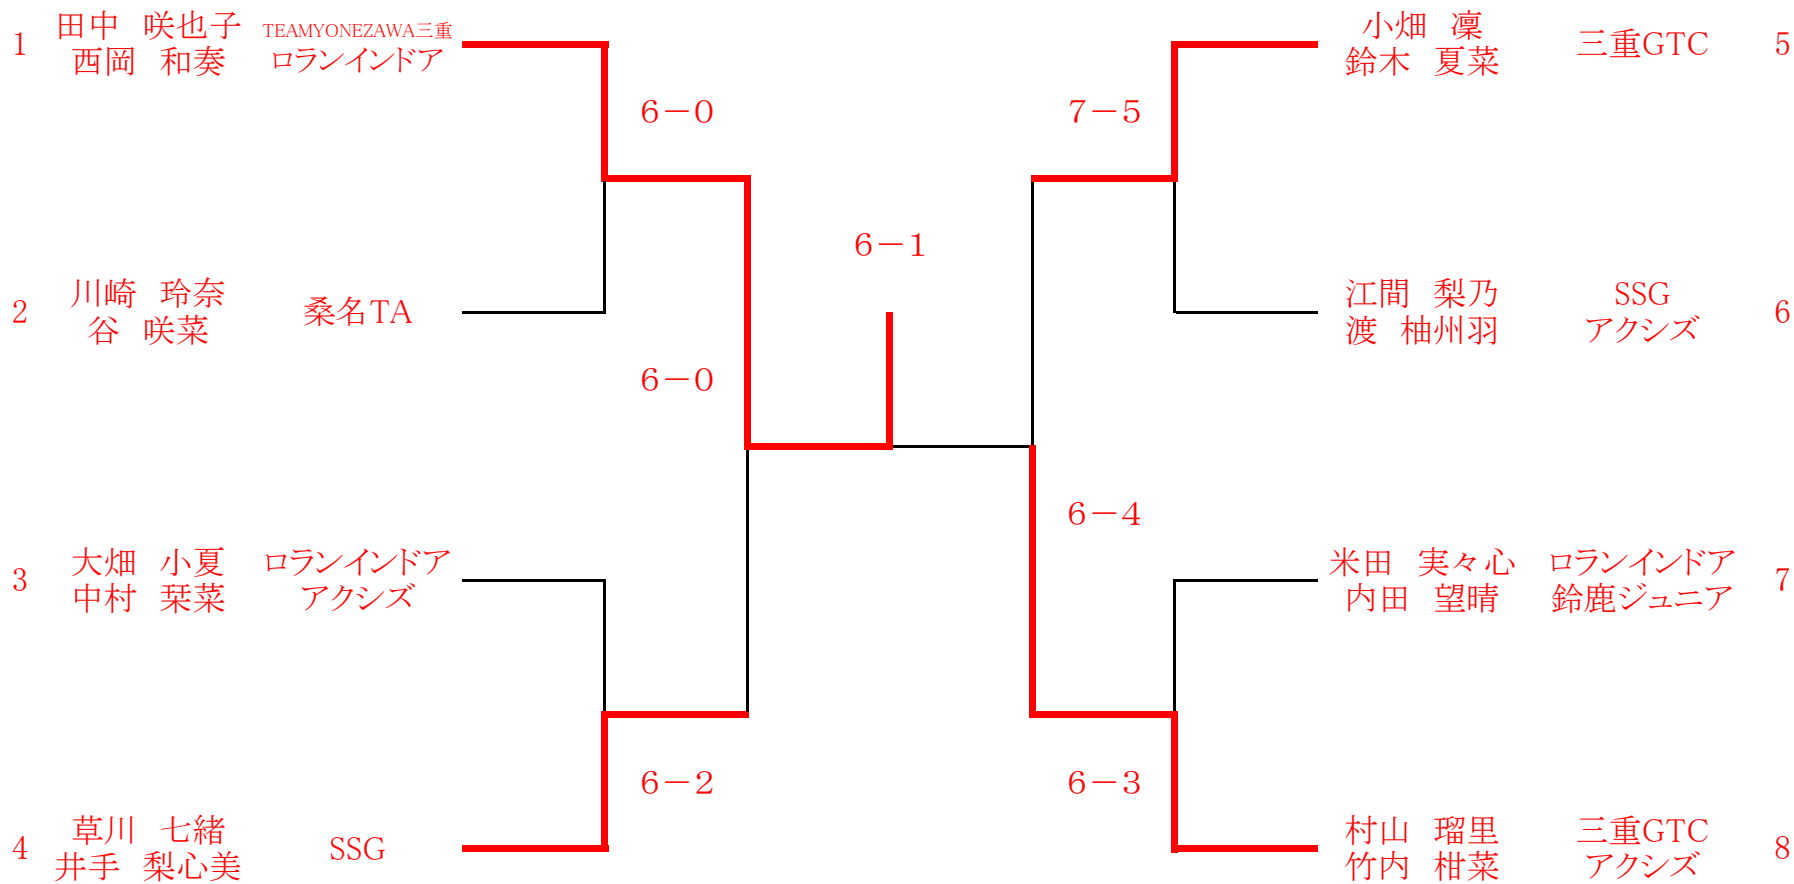 1 田中 咲也子 TEAMYONEZAWA三重
西岡 和奏 ロランインドア
6-0
2 川崎 玲奈 桑名TA
谷 咲菜
6-0
3 大畑 小夏 ロランインドア
中村 栞菜 アクシズ
6-2
4 草川 七緒 SSG
井手 梨心美
6-1
小畑 凜 三重GTC 5
鈴木 夏菜
7-5
江間 梨乃 SSG 6
渡 柚州羽 アクシズ
6-4
米田 実々心 ロランインドア 7
内田 望晴 鈴鹿ジュニア
6-3
村山 瑠里 三重GTC 8
竹内 柑菜 アクシズ